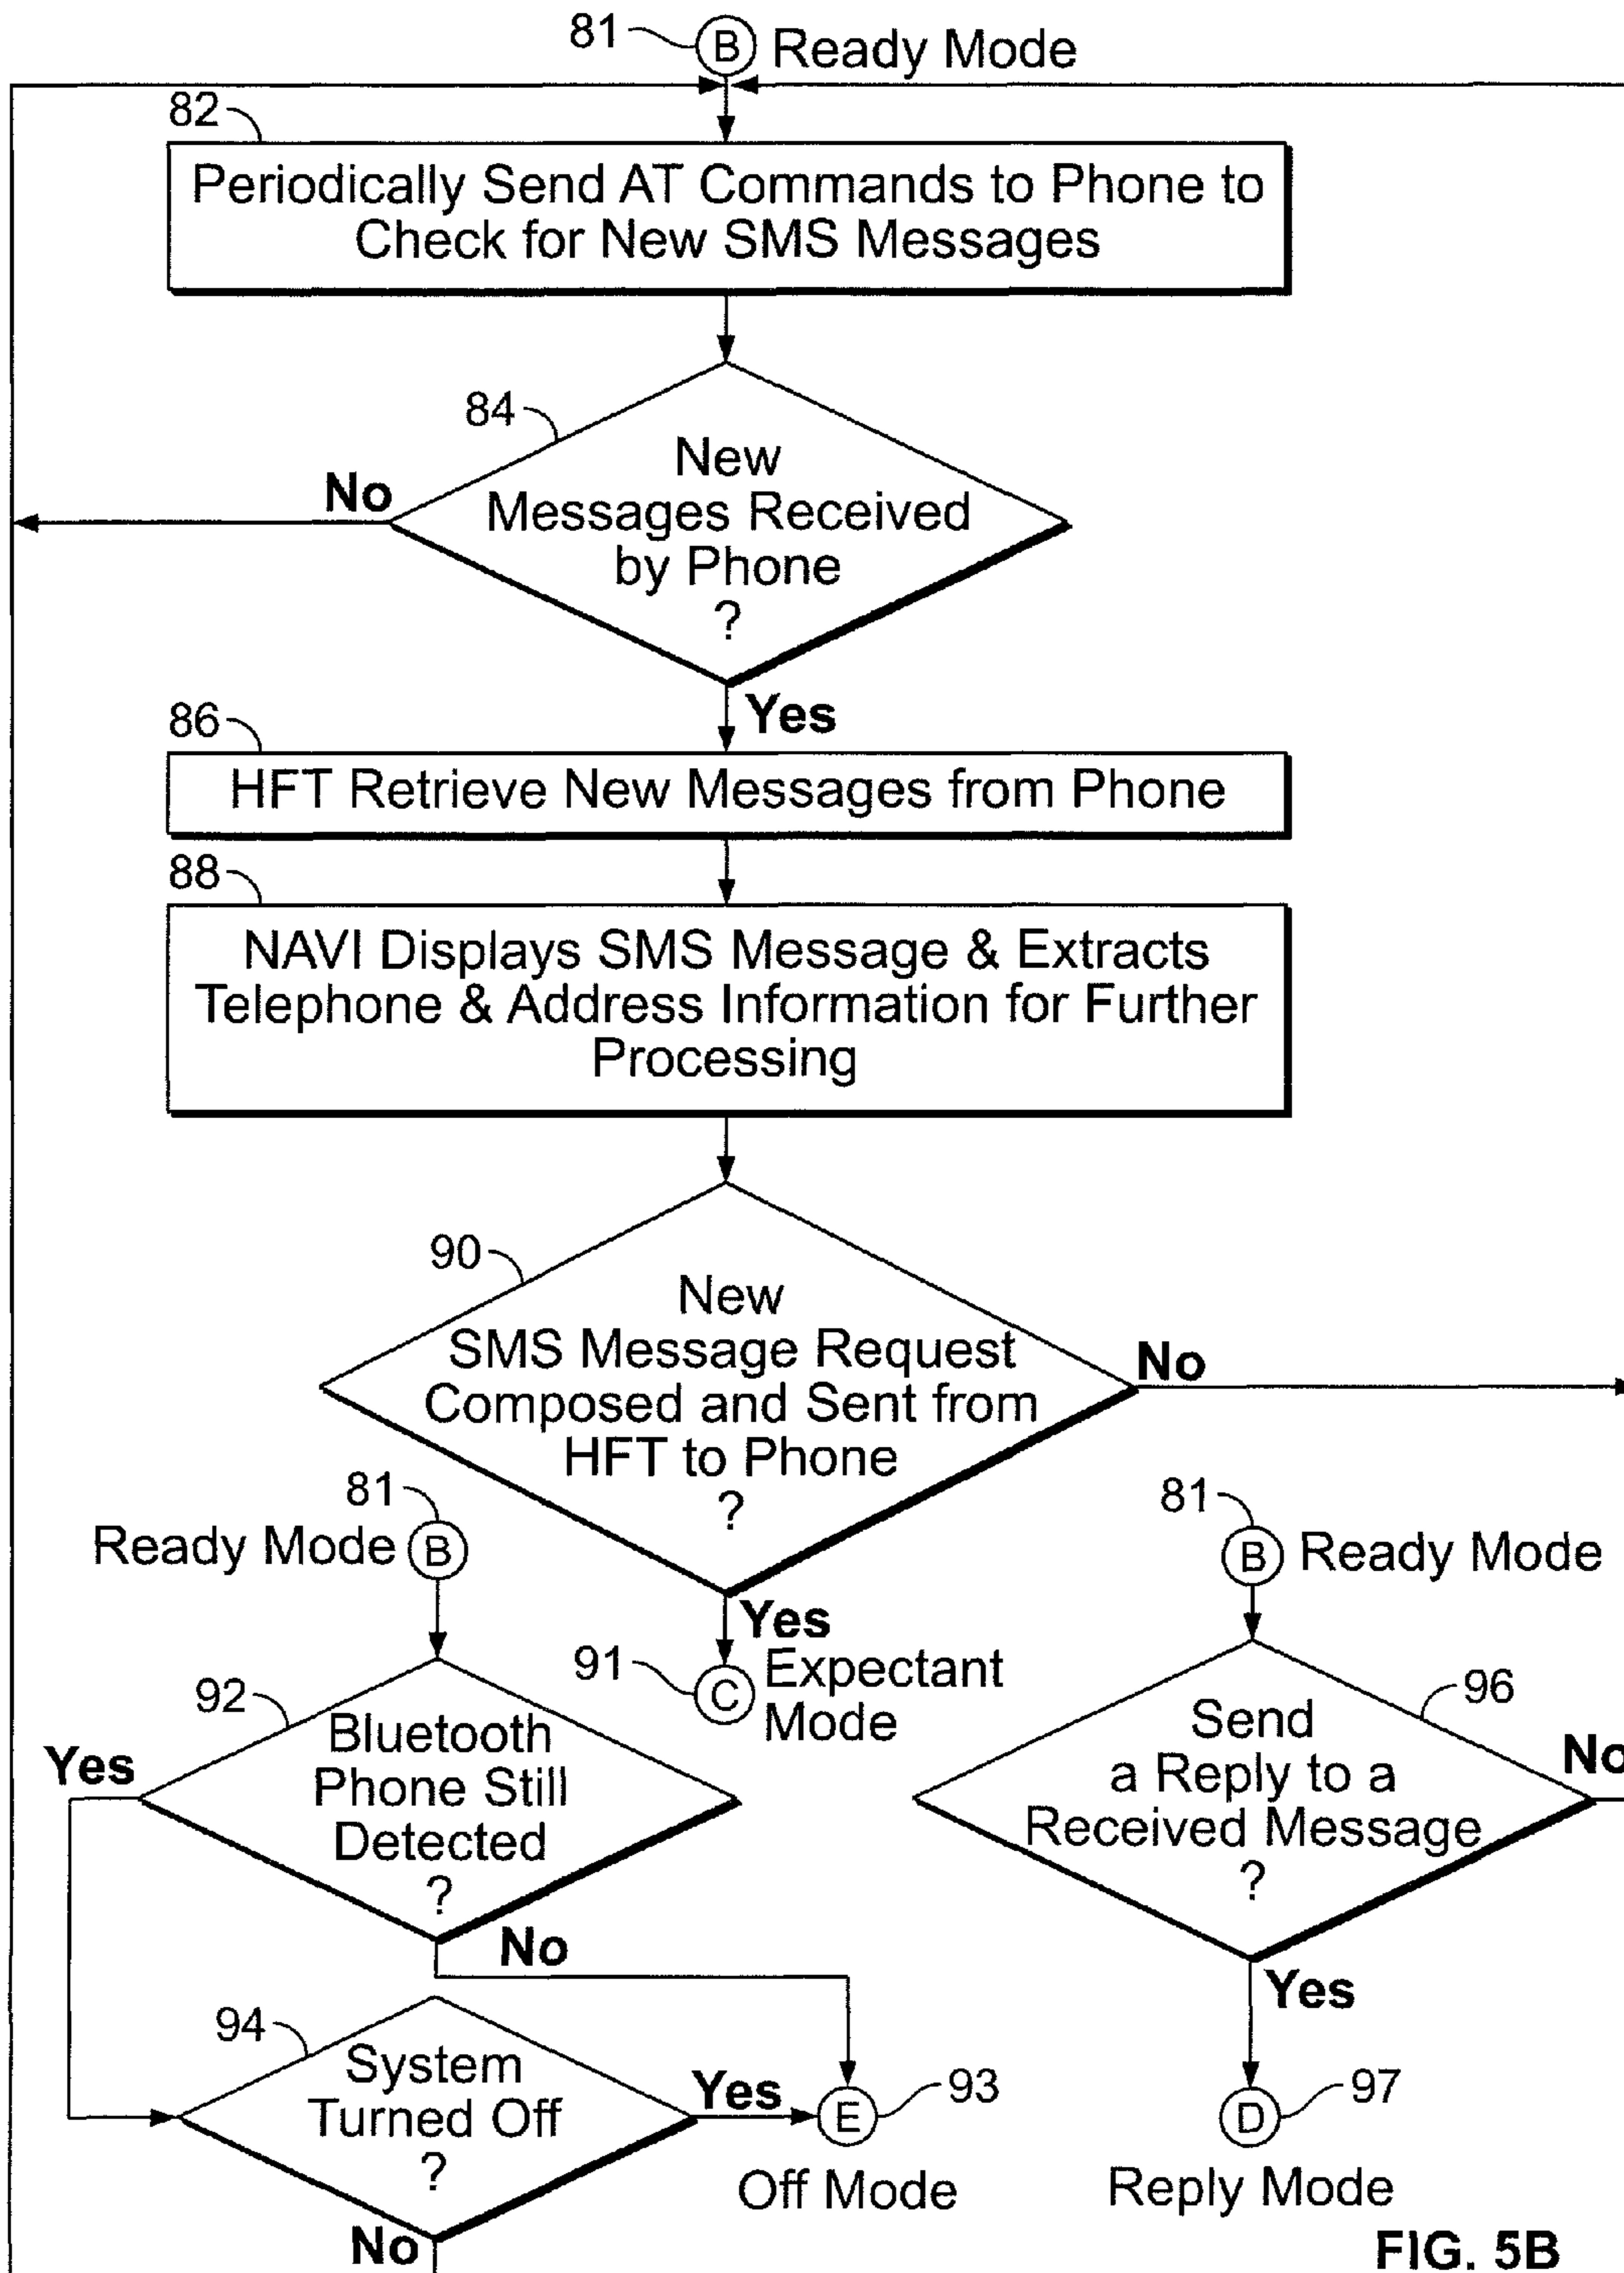 81 B Ready Mode
82
Periodically Send AT Commands to Phone to
Check for New SMS Messages
84
New
Messages Received
by Phone
?
No
Yes
86
HFT Retrieve New Messages from Phone
88
NAVI Displays SMS Message & Extracts
Telephone & Address Information for Further
Processing
90
New
SMS Message Request
Composed and Sent from
HFT to Phone
?
No
Yes
91 C Expectant
Mode
81
Ready Mode B
92
Bluetooth
Phone Still
Detected
?
Yes
No
94
System
Turned Off
?
Yes
No
E 93
Off Mode
81
B Ready Mode
96
Send
a Reply to a
Received Message
?
No
Yes
D 97
Reply Mode
FIG. 5B